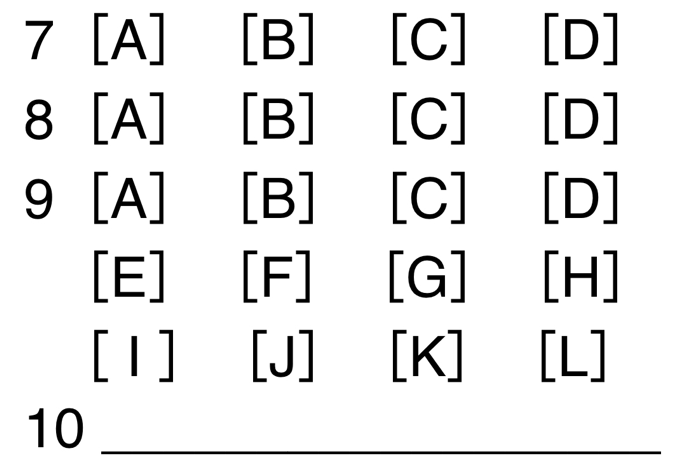 7 [A] [B] [C] [D]
8 [A] [B] [C] [D]
9 [A] [B] [C] [D]
[E] [F] [G] [H]
[ I ] [J] [K] [L]
10 ____________________